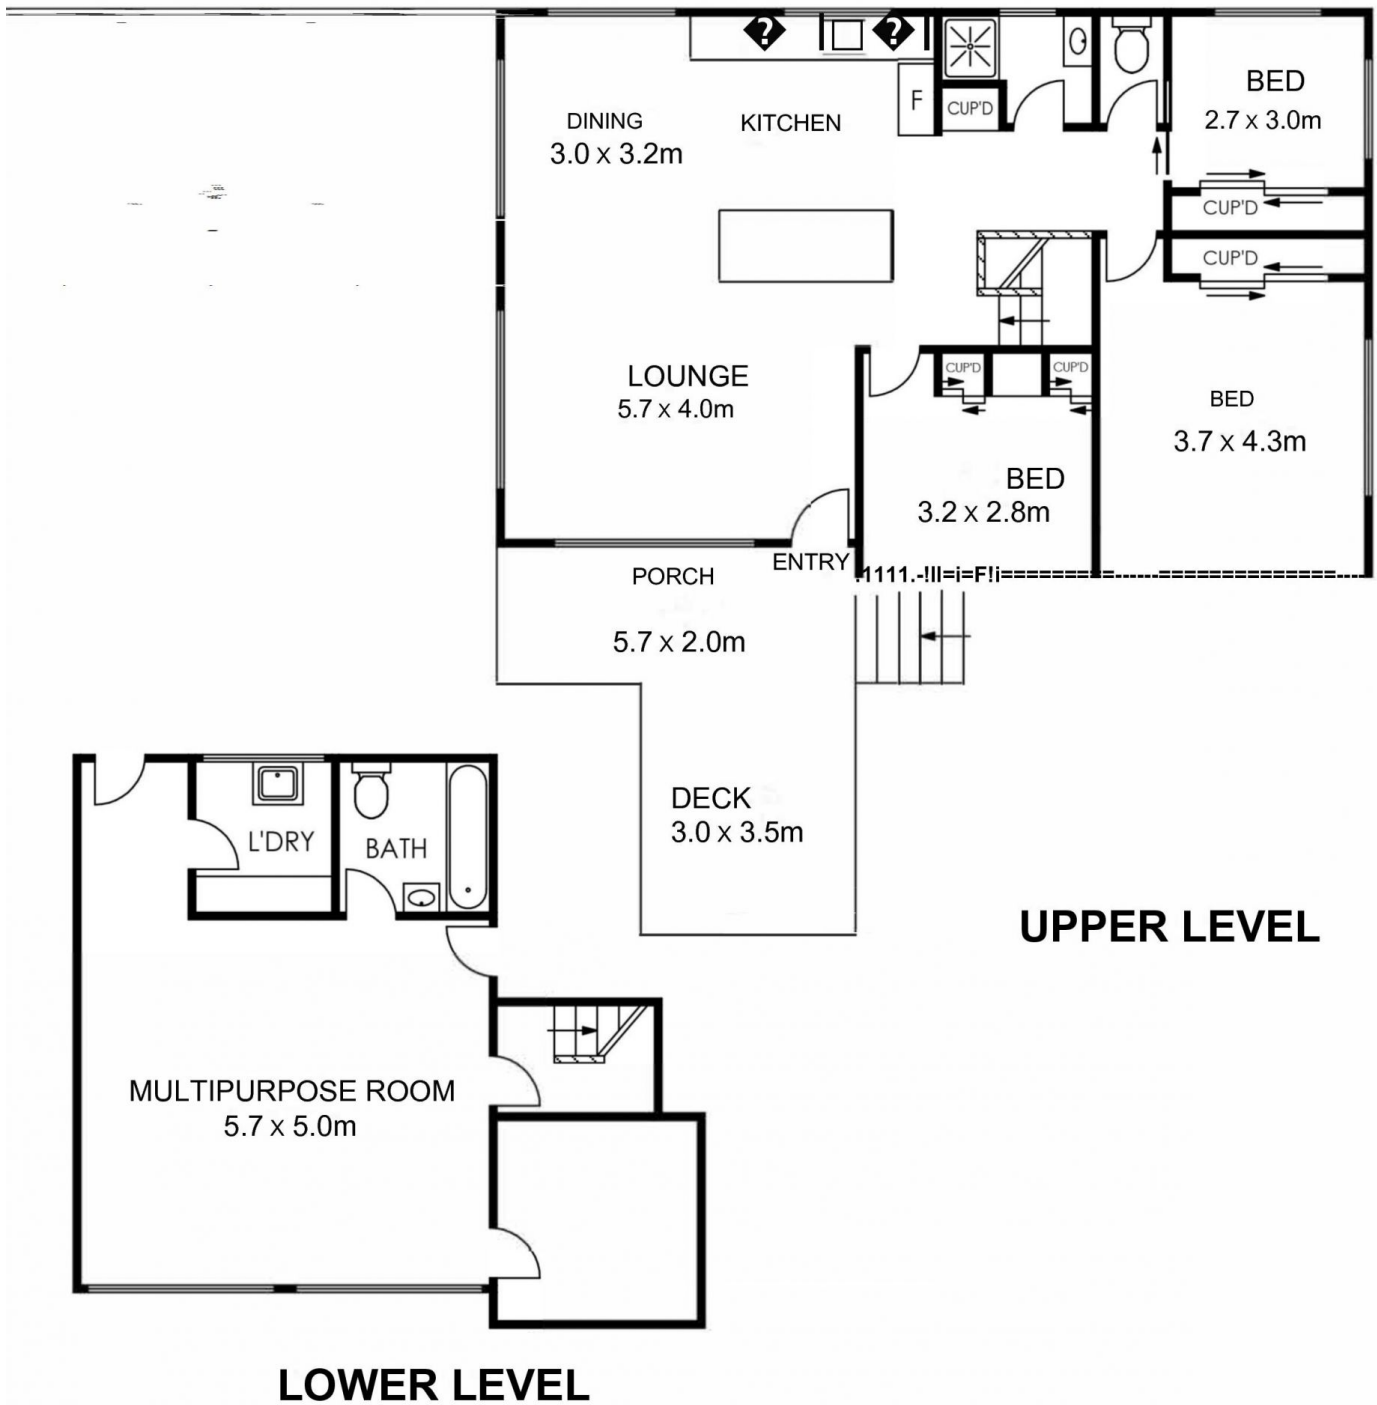 BED
2.7 x 3.0m
F
CUP'D
DINING
3.0 x 3.2m
KITCHEN
CUP'D
CUP'D
LOUNGE
5.7 x 4.0m
CUP'D
CUP'D
BED
3.7 x 4.3m
BED
3.2 x 2.8m
ENTRY
PORCH
.1111.-!II=i=F!i
5.7 x 2.0m
DECK
3.0 x 3.5m
L'DRY
BATH
UPPER LEVEL
MULTIPURPOSE ROOM
5.7 x 5.0m
LOWER LEVEL